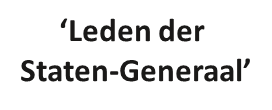 ‘Leden der
Staten-Generaal’